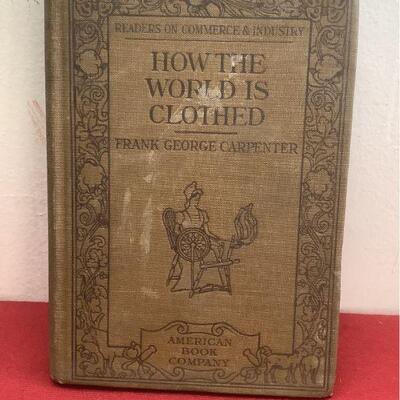 READERS ON COMMERCE & INDUSTRY
HOW THE
WORLD IS
CLOTHED
FRANK GEORGE CARPENTER
AMERICAN
BOOK
COMPANY